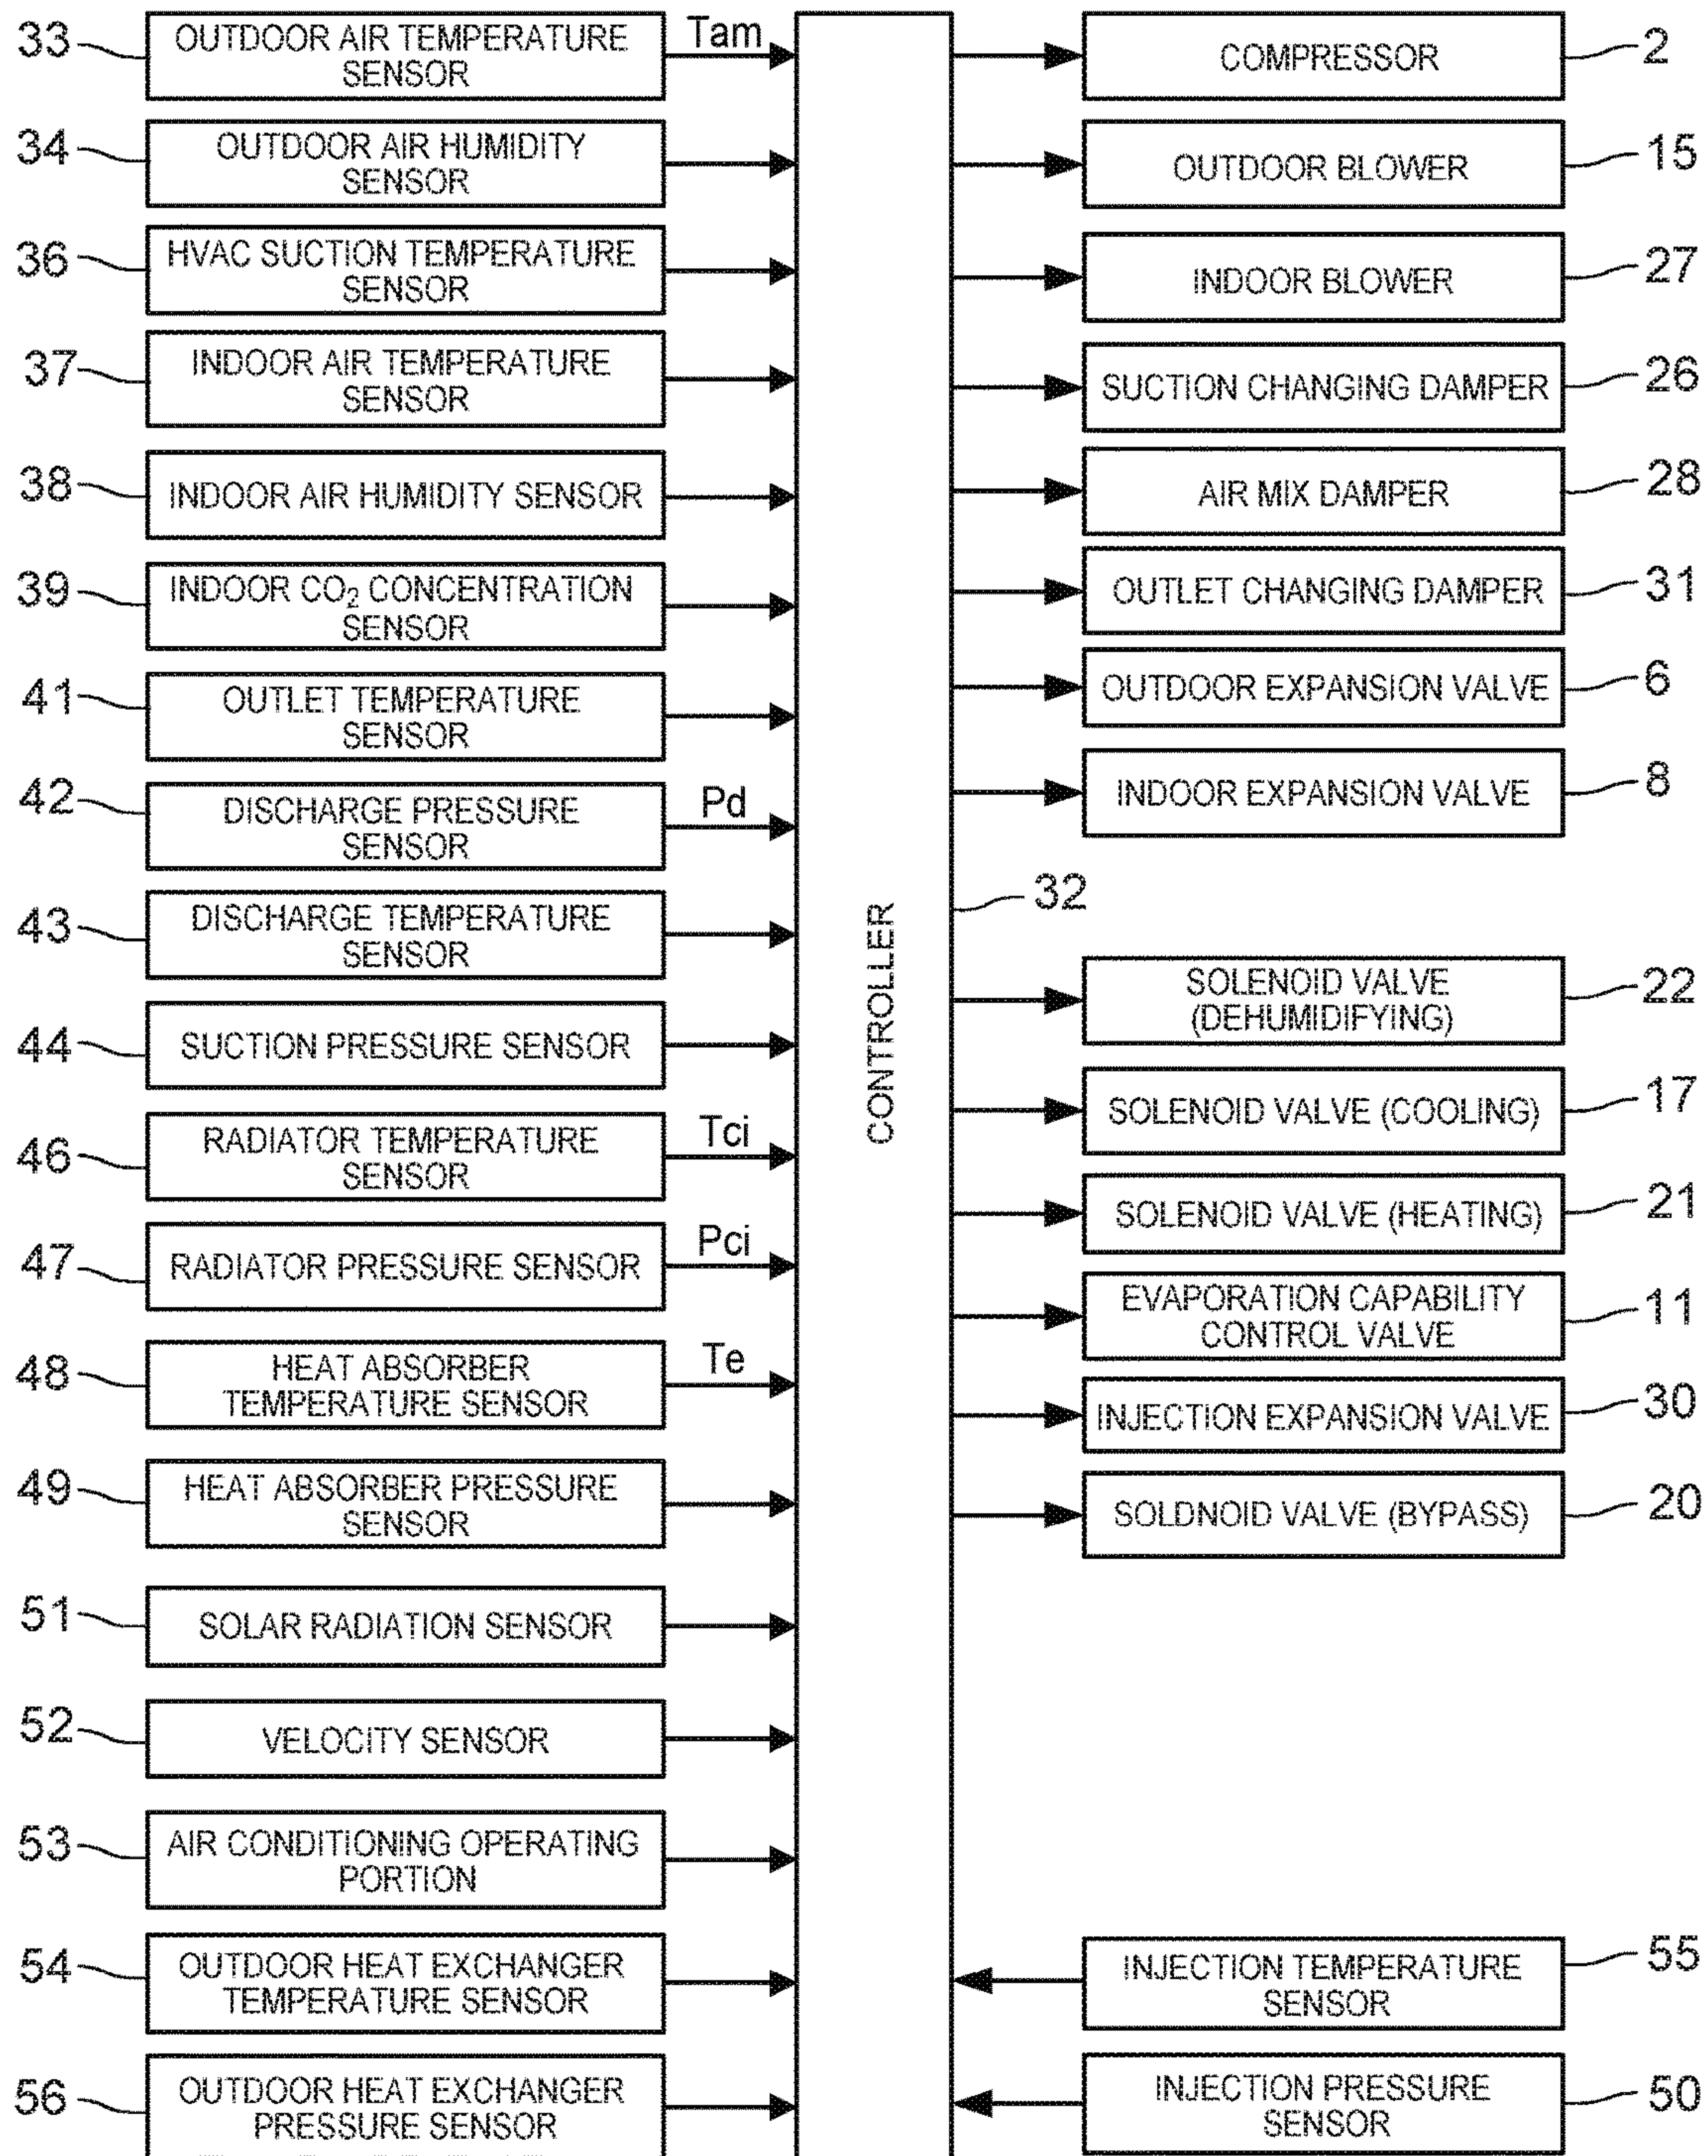 33
OUTDOOR AIR TEMPERATURE
SENSOR
Tam
34
OUTDOOR AIR HUMIDITY
SENSOR
36
HVAC SUCTION TEMPERATURE
SENSOR
37
INDOOR AIR TEMPERATURE
SENSOR
38
INDOOR AIR HUMIDITY SENSOR
39
INDOOR CO₂ CONCENTRATION
SENSOR
41
OUTLET TEMPERATURE
SENSOR
42
DISCHARGE PRESSURE
SENSOR
Pd
43
DISCHARGE TEMPERATURE
SENSOR
44
SUCTION PRESSURE SENSOR
46
RADIATOR TEMPERATURE
SENSOR
Tci
47
RADIATOR PRESSURE SENSOR
Pci
48
HEAT ABSORBER
TEMPERATURE SENSOR
Te
49
HEAT ABSORBER PRESSURE
SENSOR
51
SOLAR RADIATION SENSOR
52
VELOCITY SENSOR
53
AIR CONDITIONING OPERATING
PORTION
54
OUTDOOR HEAT EXCHANGER
TEMPERATURE SENSOR
56
OUTDOOR HEAT EXCHANGER
PRESSURE SENSOR
CONTROLLER
32
COMPRESSOR
2
OUTDOOR BLOWER
15
INDOOR BLOWER
27
SUCTION CHANGING DAMPER
26
AIR MIX DAMPER
28
OUTLET CHANGING DAMPER
31
OUTDOOR EXPANSION VALVE
6
INDOOR EXPANSION VALVE
8
SOLENOID VALVE
(DEHUMIDIFYING)
22
SOLENOID VALVE (COOLING)
17
SOLENOID VALVE (HEATING)
21
EVAPORATION CAPABILITY
CONTROL VALVE
11
INJECTION EXPANSION VALVE
30
SOLDNOID VALVE (BYPASS)
20
INJECTION TEMPERATURE
SENSOR
55
INJECTION PRESSURE
SENSOR
50